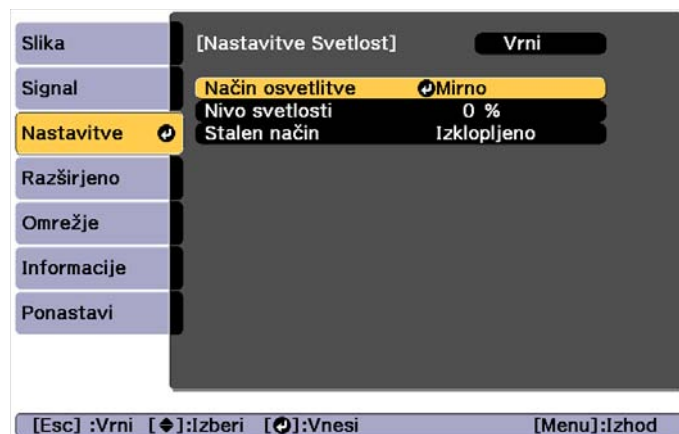 Slika
Signal
Nastavitve
Razširjeno
Omrežje
Informacije
Ponastavi
[Nastavitve Svetlost] Vrni
Način osvetlitve Mirno
Nivo svetlosti 0 %
Stalen način Izklopljeno
[Esc] :Vrni [◆]:Izberi [↵]:Vnesi [Menu]:Izhod